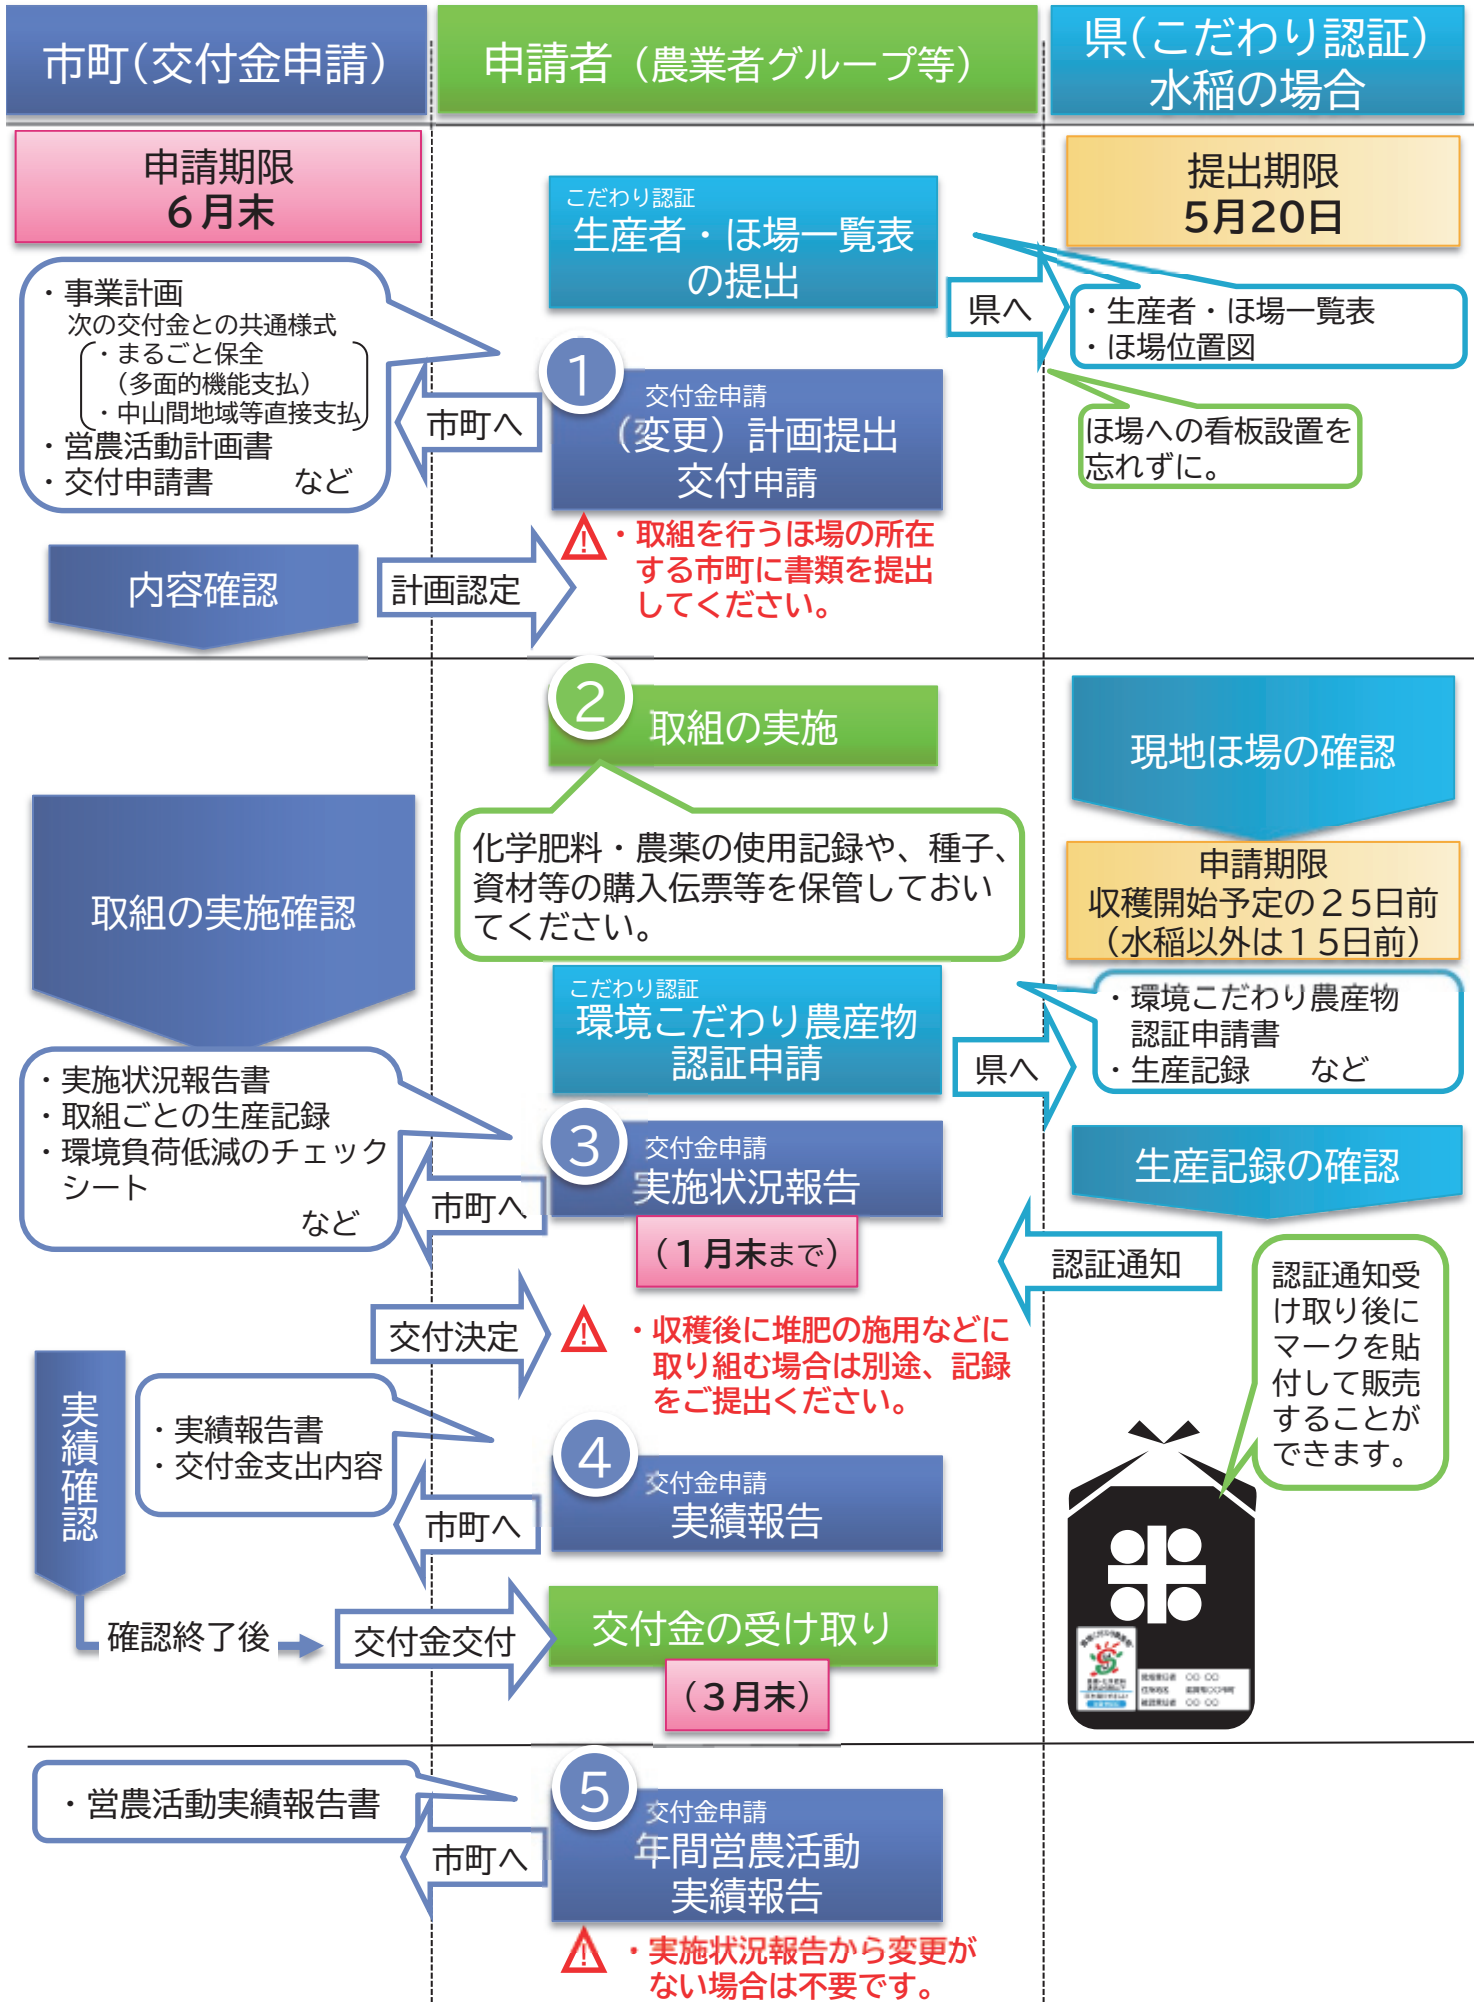 市町（交付金申請）
申請者（農業者グループ等）
県（こだわり認証）
水稲の場合
申請期限
６月末
・事業計画
次の交付金との共通様式
・まるごと保全
（多面的機能支払）
・中山間地域等直接支払
・営農活動計画書
・交付申請書　　など
こだわり認証
生産者・ほ場一覧表
の提出
県へ
提出期限
5月20日
・生産者・ほ場一覧表
・ほ場位置図
ほ場への看板設置を
忘れずに。
1
交付金申請
（変更）計画提出
交付申請
市町へ
⚠・取組を行うほ場の所在
する市町に書類を提出
してください。
内容確認
計画認定
2
取組の実施
化学肥料・農薬の使用記録や、種子、
資材等の購入伝票等を保管しておい
てください。
現地ほ場の確認
申請期限
収穫開始予定の２５日前
（水稲以外は１５日前）
取組の実施確認
こだわり認証
環境こだわり農産物
認証申請
県へ
・環境こだわり農産物
認証申請書
・生産記録　　など
・実施状況報告書
・取組ごとの生産記録
・環境負荷低減のチェック
シート
など
3
交付金申請
実施状況報告
（１月末まで）
市町へ
生産記録の確認
認証通知
認証通知受
け取り後に
マークを貼
付して販売
することが
できます。
交付決定
⚠・収穫後に堆肥の施用などに
取り組む場合は別途、記録
をご提出ください。
実績確認
・実績報告書
・交付金支出内容
4
交付金申請
実績報告
市町へ
確認終了後
交付金交付
交付金の受け取り
（３月末）
米
・営農活動実績報告書
5
交付金申請
年間営農活動
実績報告
市町へ
⚠・実施状況報告から変更が
ない場合は不要です。